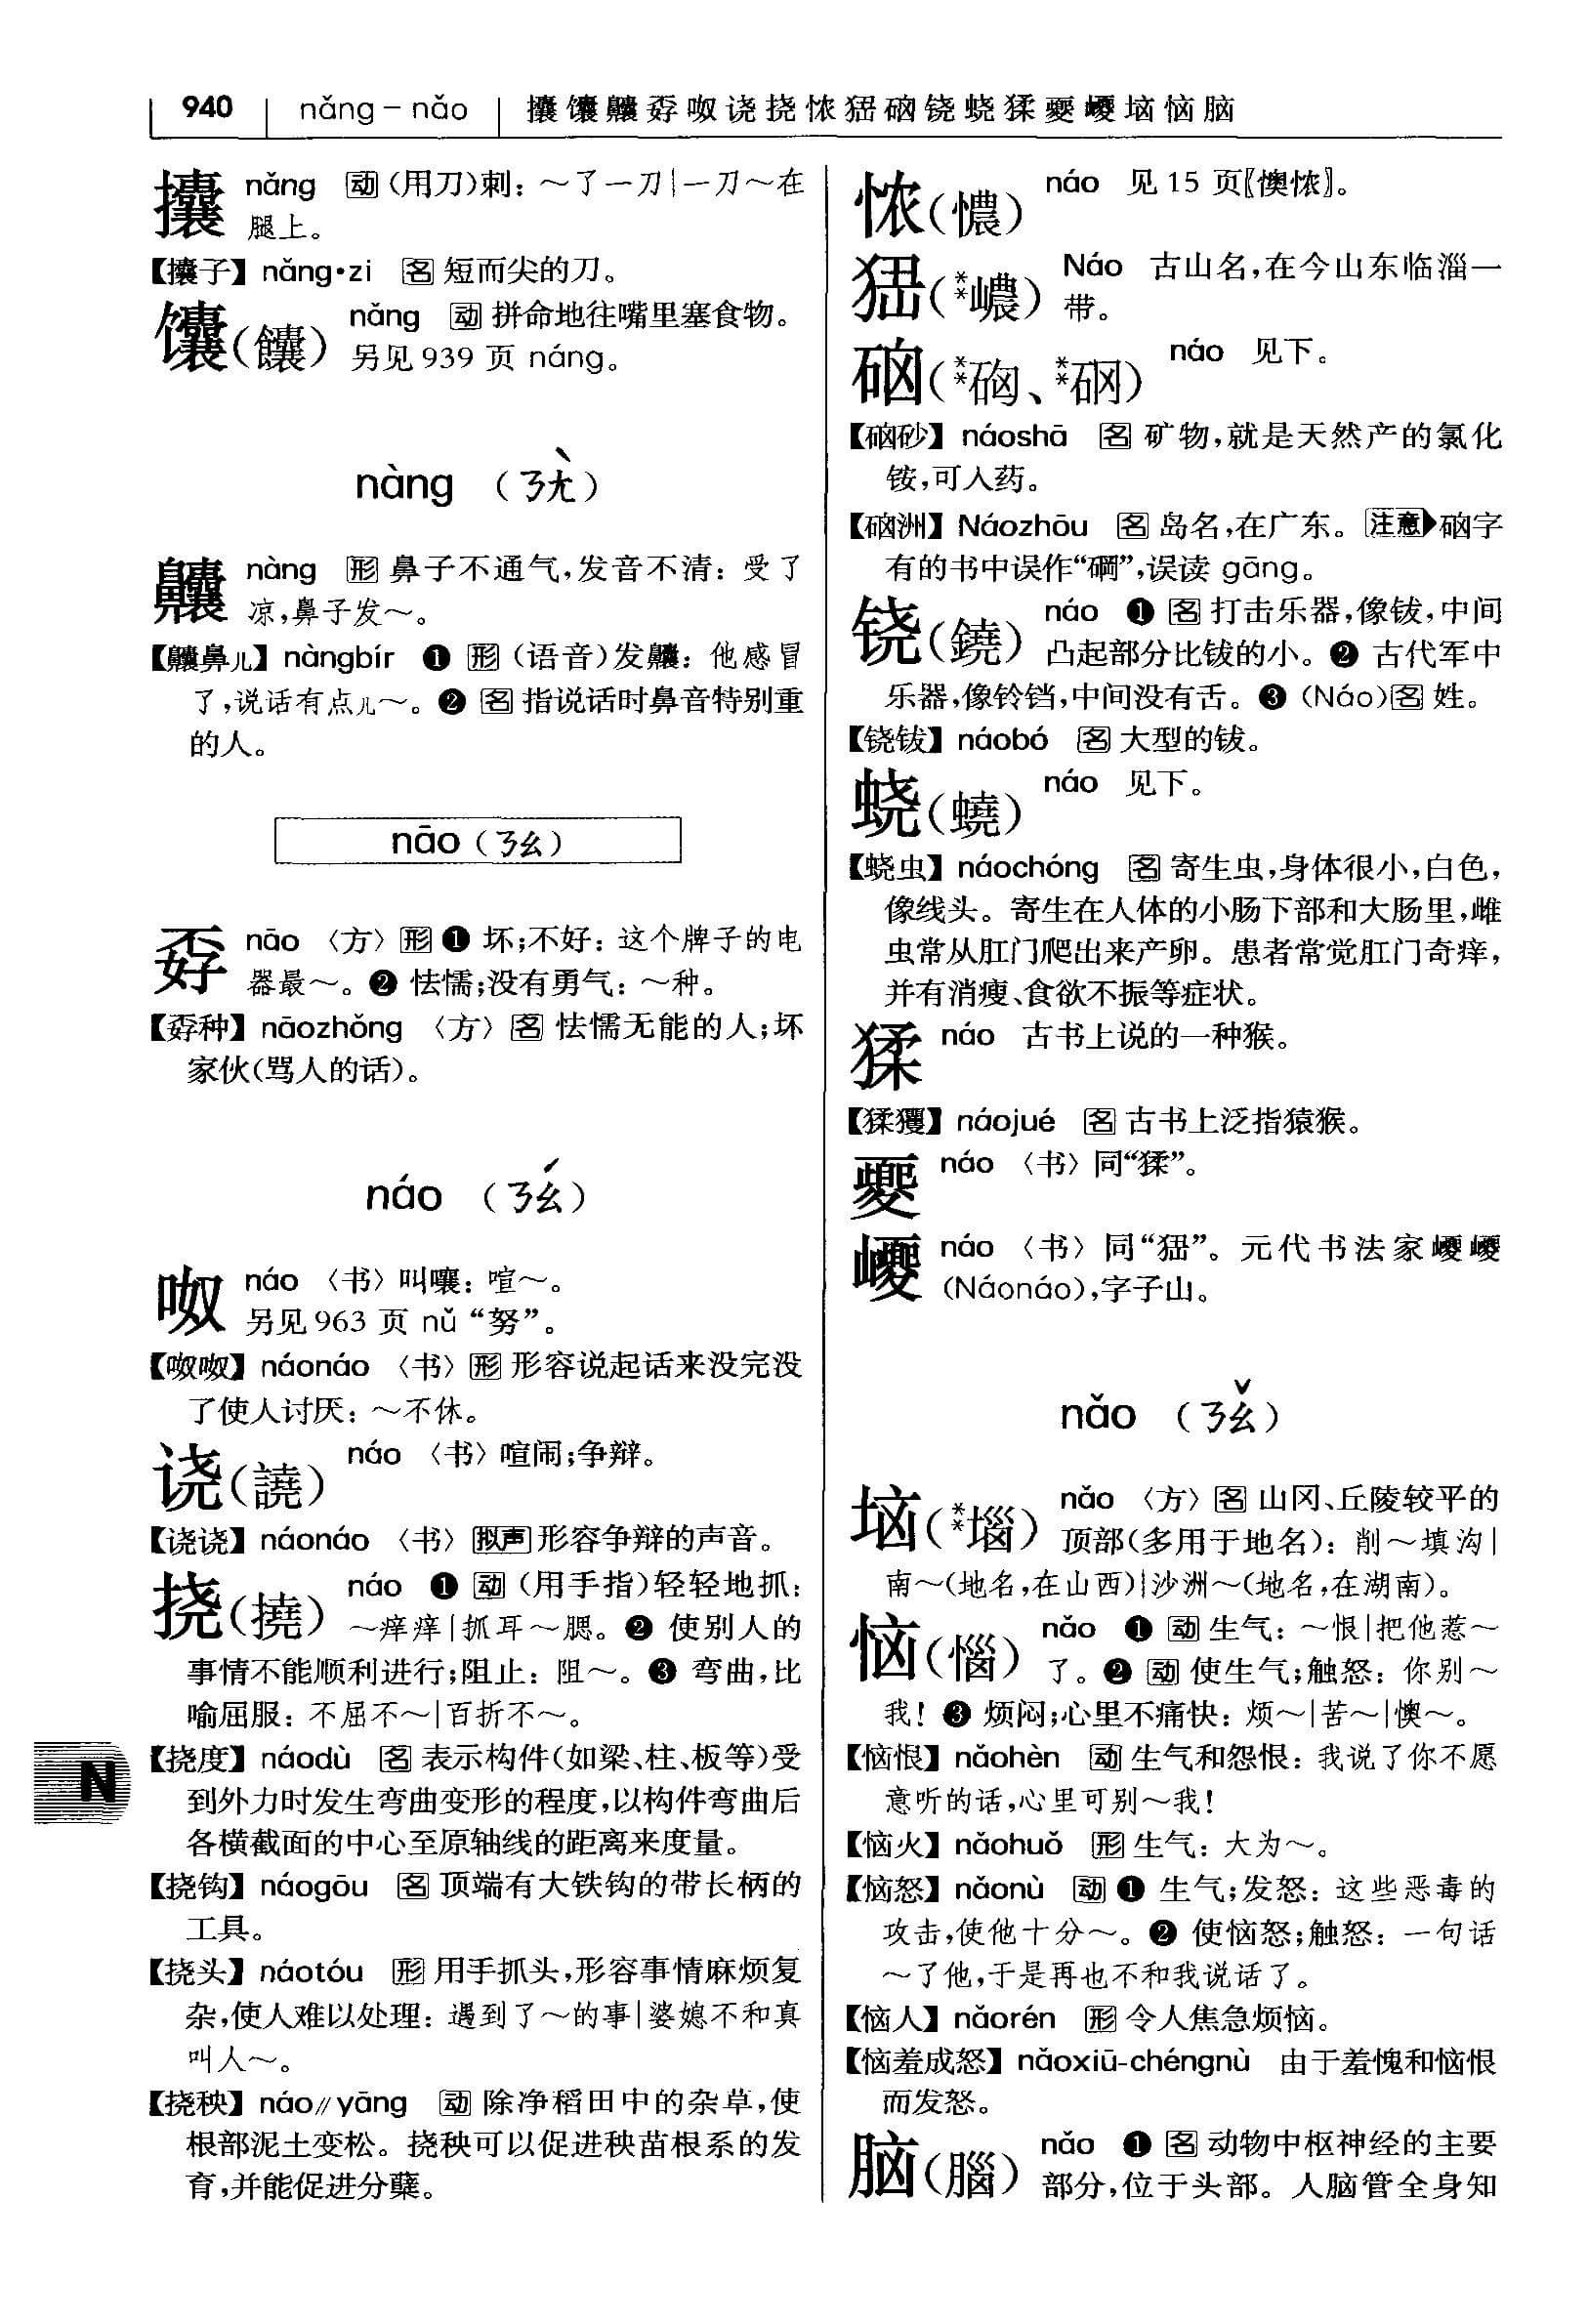 940 nǎng－nǎo 攮馕齉孬呶诮挠恼峱硇铙蛲猱夒巎垴恼脑
攮 nǎng 动（用刀）刺：～了一刀|一刀～在
腿上。
【攮子】nǎng•zi 名 短而尖的刀。
馕（饢） nǎng 动 拼命地往嘴里塞食物。
另见939 页 náng。
nàng （ㄋㄤˋ）
齉 nàng 形 鼻子不通气，发音不清：受了
凉，鼻子发～。
【齉鼻儿】nàngbír ❶ 形（语音）发齉：他感冒
了，说话有点儿～。❷ 名 指说话时鼻音特别重
的人。
nāo（ㄋㄠ）
孬 nāo 〈方〉形 ❶ 坏；不好：这个牌子的电
器最～。❷ 怯懦；没有勇气：～种。
【孬种】nāozhǒng 〈方〉名 怯懦无能的人；坏
家伙（骂人的话）。
náo （ㄋㄠˊ）
呶 náo 〈书〉叫嚷：喧～。
另见963 页 nǔ “努”。
【呶呶】náonáo 〈书〉形 形容说起话来没完没
了使人讨厌：～不休。
譊（譊） náo 〈书〉喧闹；争辩。
【譊譊】náonáo 〈书〉拟声 形容争辩的声音。
挠（撓） náo ❶ 动（用手指）轻轻地抓：
～痒痒|抓耳～腮。❷ 使别人的
事情不能顺利进行；阻止：阻～。❸ 弯曲，比
喻屈服：不屈不～|百折不～。
【挠度】náodù 名 表示构件（如梁、柱、板等）受
到外力时发生弯曲变形的程度，以构件弯曲后
各横截面的中心至原轴线的距离来度量。
【挠钩】náogōu 名 顶端有大铁钩的带长柄的
工具。
【挠头】náotóu 形 用手抓头，形容事情麻烦复
杂，使人难以处理：遇到了～的事|婆媳不和真
叫人～。
【挠秧】náo∥yāng 动 除净稻田中的杂草，使
根部泥土变松。挠秧可以促进秧苗根系的发
育，并能促进分蘖。
N
㤇（憹） náo 见 15 页〖懊㤇〗。
峱（**巙） Náo 古山名，在今山东临淄一
带。
硇（**硇、**硇） náo 见下。
【硇砂】náoshā 名 矿物，就是天然产的氯化
铵，可入药。
【硇洲】Náozhōu 名 岛名，在广东。注意▶硇字
有的书中误作“硐”，误读 gāng。
铙（鐃） náo ❶ 名 打击乐器，像钹，中间
凸起部分比钹的小。❷ 古代军中
乐器，像铃铛，中间没有舌。❸（Náo）名 姓。
【铙钹】náobó 名 大型的钹。
蛲（蟯） náo 见下。
【蛲虫】náochóng 名 寄生虫，身体很小，白色，
像线头。寄生在人体的小肠下部和大肠里，雌
虫常从肛门爬出来产卵。患者常觉肛门奇痒，
并有消瘦、食欲不振等症状。
猱 náo 古书上说的一种猴。
【猱玃】náojué 名 古书上泛指猿猴。
夒 náo 〈书〉同“猱”。
巎 náo 〈书〉同“峱”。元代书法家巎巎
（Náonáo），字子山。
nǎo （ㄋㄠˇ）
垴（**堖） nǎo 〈方〉名 山冈、丘陵较平的
顶部（多用于地名）：削～填沟|
南～（地名，在山西）|沙洲～（地名，在湖南）。
恼（惱） nǎo ❶ 动 生气：～恨|把他惹～
了。❷ 动 使生气；触怒：你别～
我！❸ 烦闷；心里不痛快：烦～|苦～|懊～。
【恼恨】nǎohèn 动 生气和怨恨：我说了你不愿
意听的话，心里可别～我！
【恼火】nǎohuǒ 形 生气：大为～。
【恼怒】nǎonù 动 ❶ 生气；发怒：这些恶毒的
攻击，使他十分～。❷ 使恼怒；触怒：一句话
～了他，于是再也不和我说话了。
【恼人】nǎorén 形 令人焦急烦恼。
【恼羞成怒】nǎoxiū-chéngnù 由于羞愧和恼恨
而发怒。
脑（腦） nǎo ❶ 名 动物中枢神经的主要
部分，位于头部。人脑管全身知